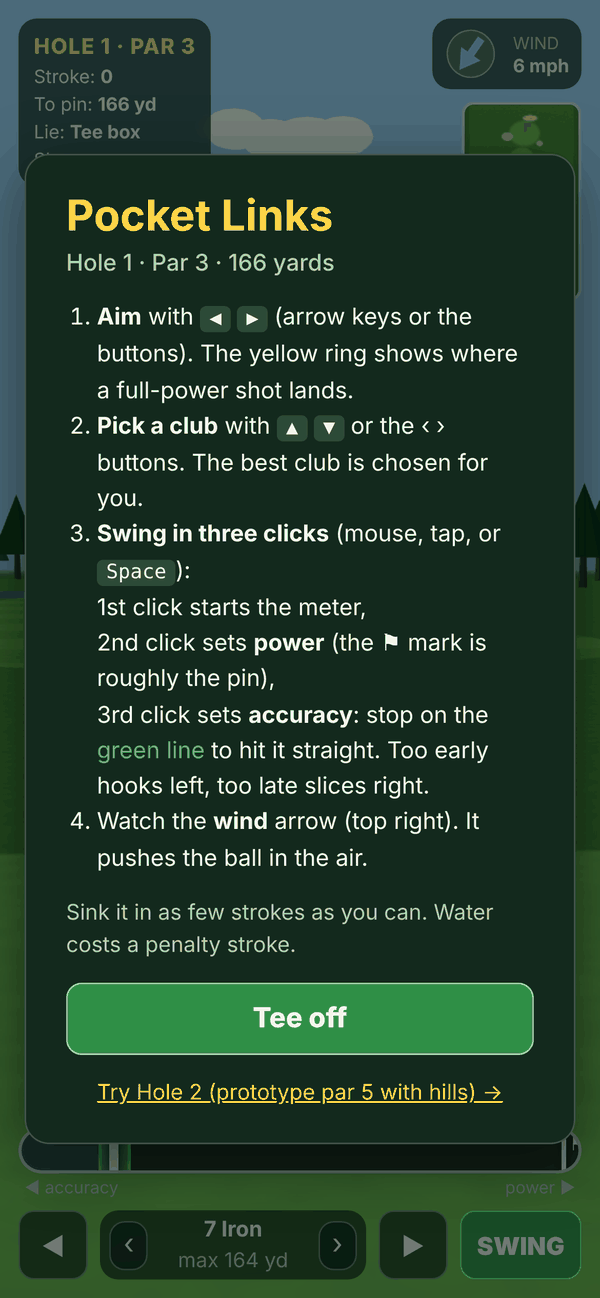 HOLE 1 · PAR 3
Stroke: 0
To pin: 166 yd
Lie: Tee box
WIND
6 mph
Pocket Links
Hole 1 · Par 3 · 166 yards
1. Aim with ◀ ▶ (arrow keys or the
buttons). The yellow ring shows where
a full-power shot lands.
2. Pick a club with ▲ ▼ or the ‹ ›
buttons. The best club is chosen for
you.
3. Swing in three clicks (mouse, tap, or
Space):
1st click starts the meter,
2nd click sets power (the ⚑ mark is
roughly the pin),
3rd click sets accuracy: stop on the
green line to hit it straight. Too early
hooks left, too late slices right.
4. Watch the wind arrow (top right). It
pushes the ball in the air.
Sink it in as few strokes as you can. Water
costs a penalty stroke.
Tee off
Try Hole 2 (prototype par 5 with hills) →
◀ accuracy
power ▶
◀
‹
7 Iron
max 164 yd
›
▶
SWING